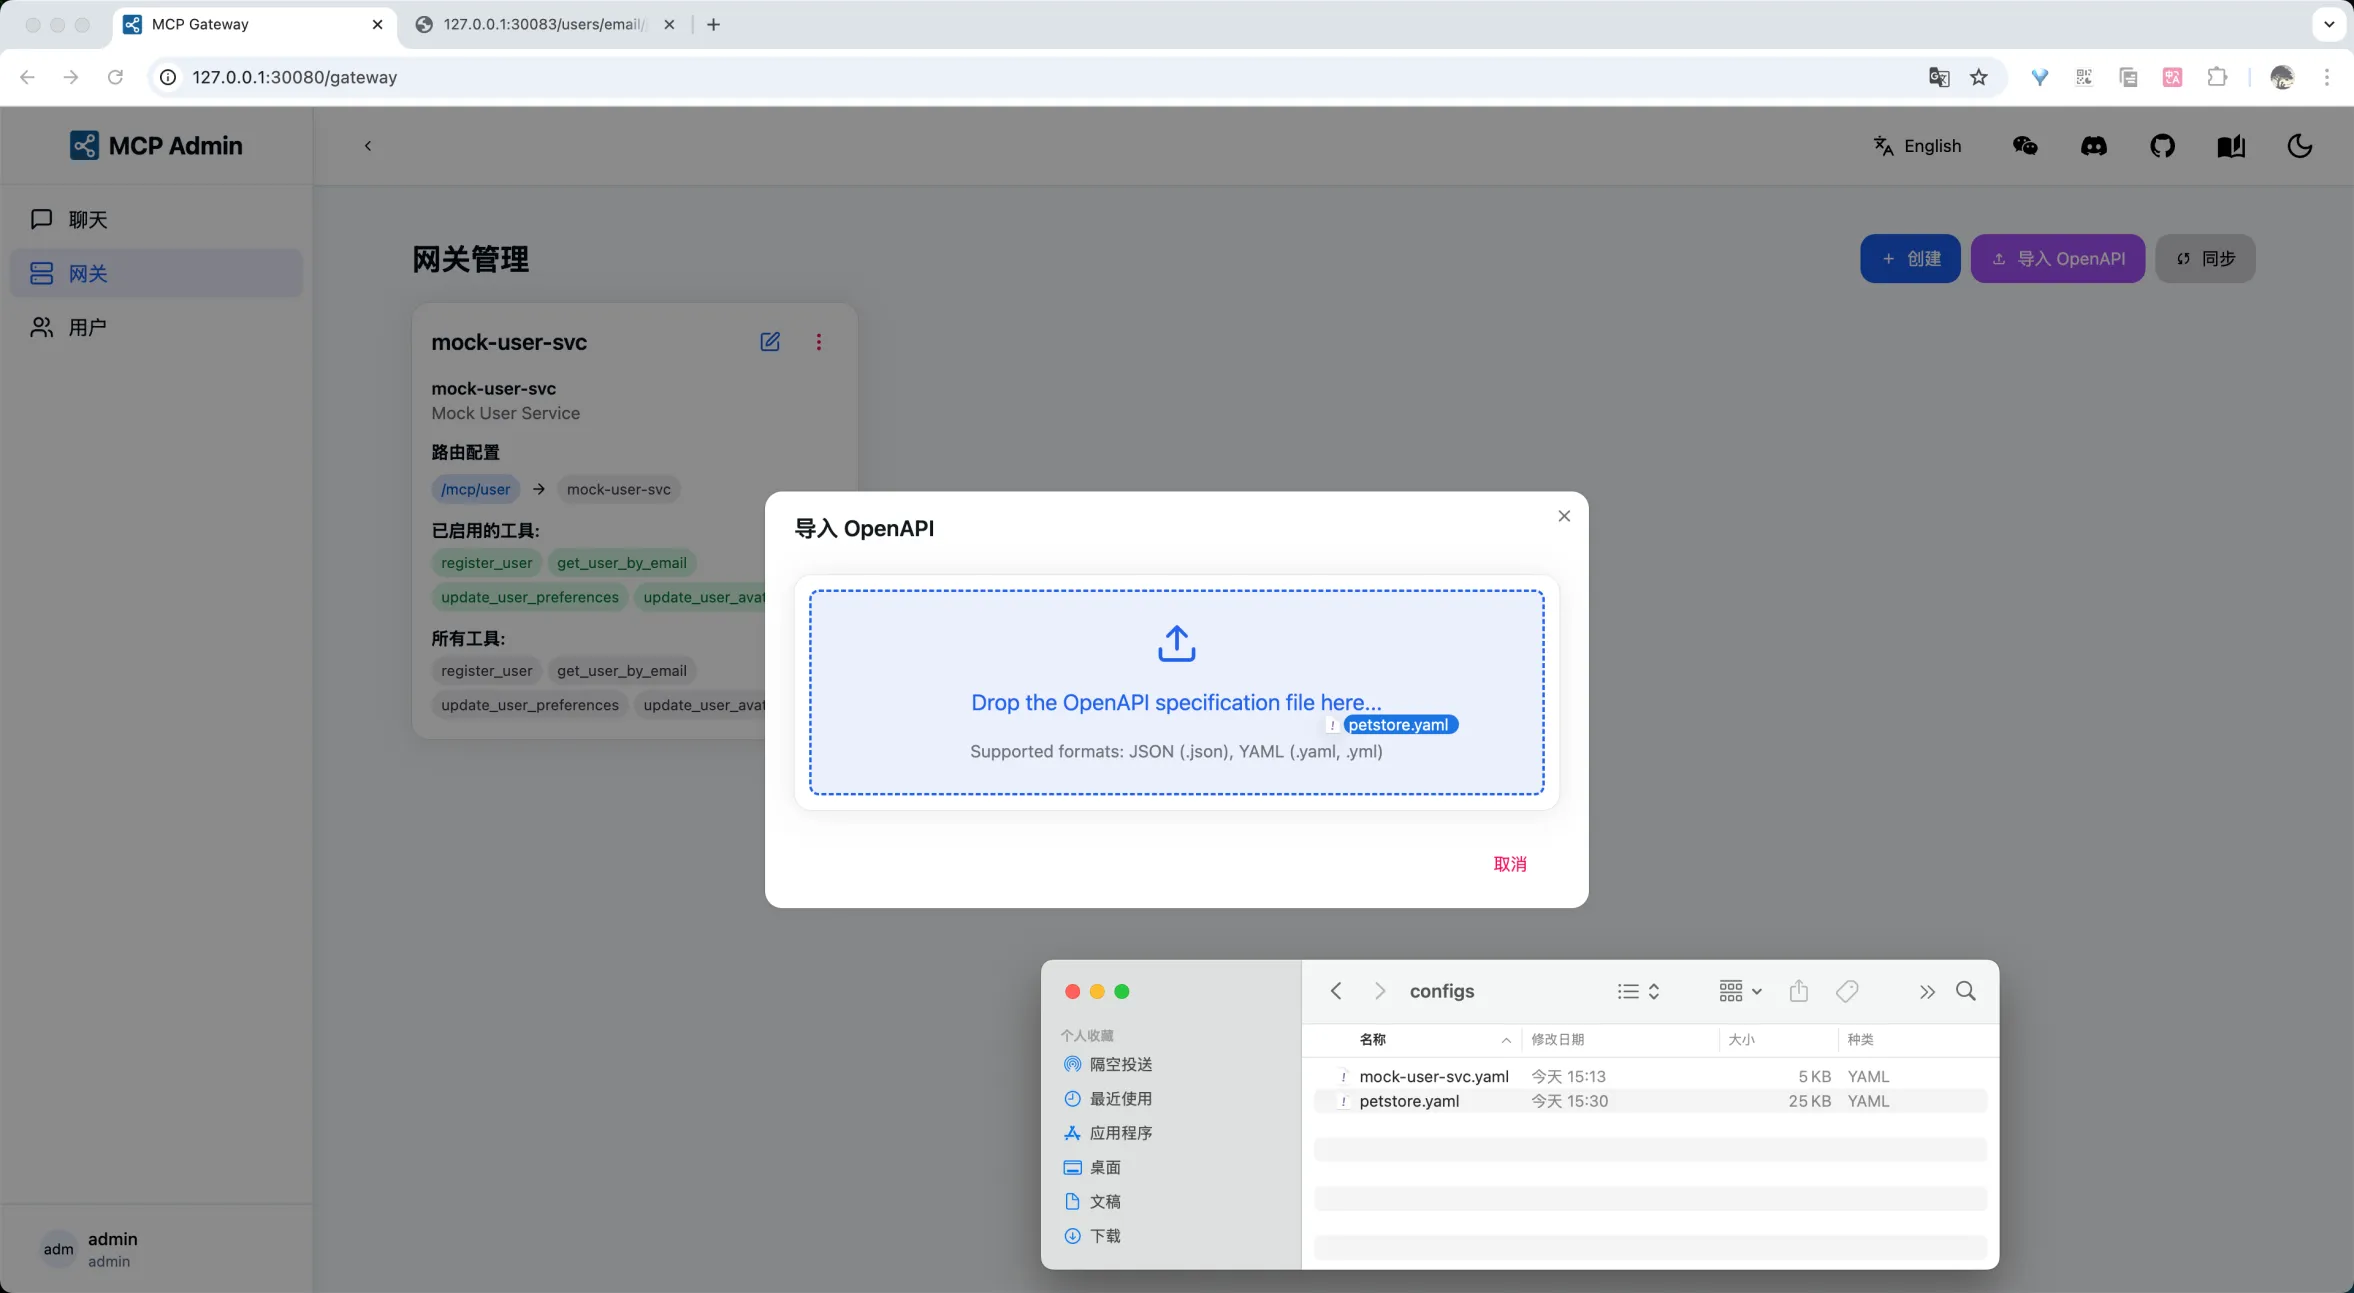 MCP Gateway
127.0.0.1:30083/users/email/
127.0.0.1:30080/gateway
MCP Admin
English
聊天
网关
用户
网关管理
创建
导入 OpenAPI
同步
mock-user-svc
mock-user-svc
Mock User Service
路由配置
/mcp/user → mock-user-svc
已启用的工具:
register_user get_user_by_email
update_user_preferences update_user_avat
所有工具:
register_user get_user_by_email
update_user_preferences update_user_avat
导入 OpenAPI
Drop the OpenAPI specification file here...
petstore.yaml
Supported formats: JSON (.json), YAML (.yaml, .yml)
取消
configs
个人收藏
隔空投送
最近使用
应用程序
桌面
文稿
下载
名称 修改日期 大小 种类
mock-user-svc.yaml 今天 15:13 5 KB YAML
petstore.yaml 今天 15:30 25 KB YAML
adm
admin
admin